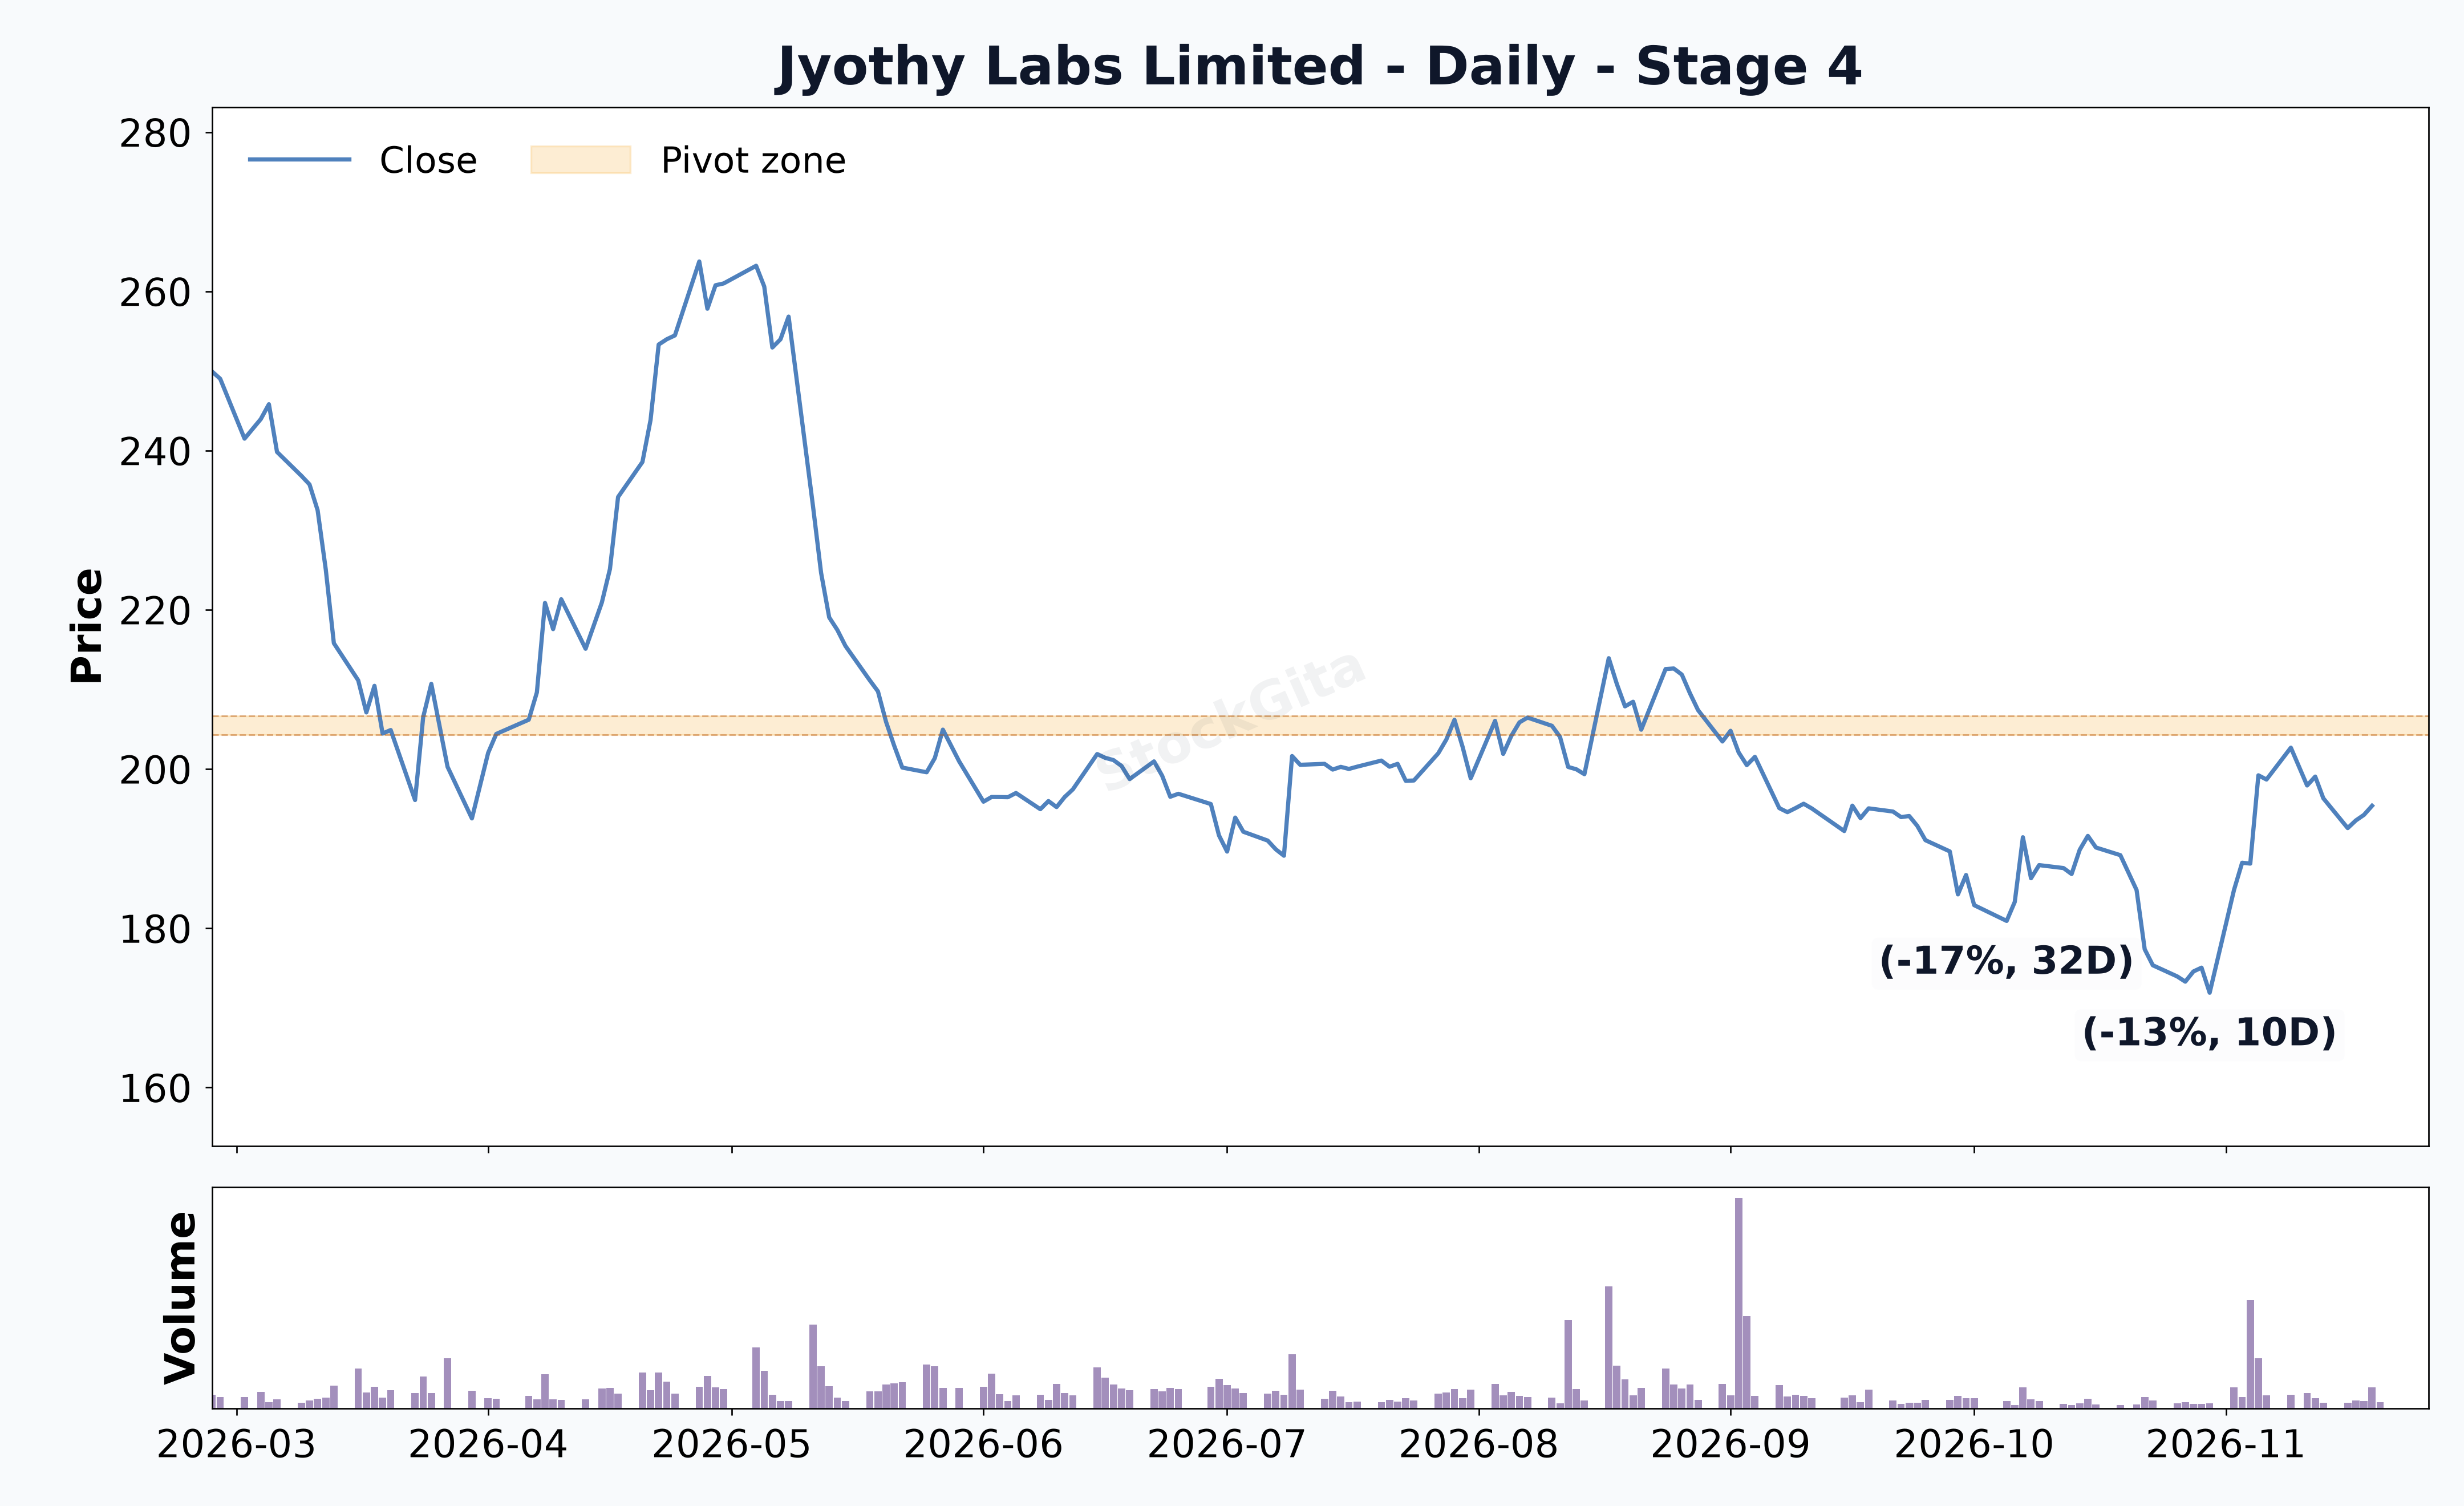 Jyothy Labs Limited - Daily - Stage 4
Close
Pivot zone
Price
280
260
240
220
200
180
160
StockGita
(-17%, 32D)
(-13%, 10D)
Volume
2026-03
2026-04
2026-05
2026-06
2026-07
2026-08
2026-09
2026-10
2026-11